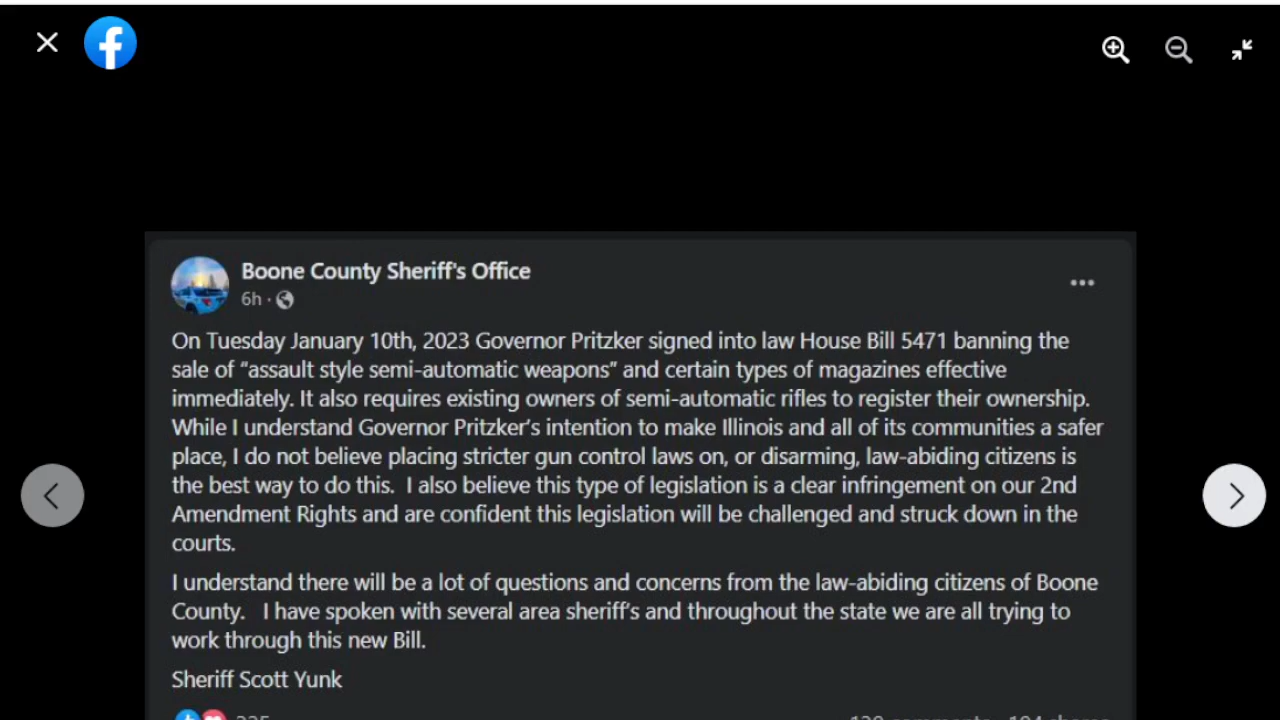 Boone County Sheriff's Office
6h ·
On Tuesday January 10th, 2023 Governor Pritzker signed into law House Bill 5471 banning the
sale of “assault style semi-automatic weapons” and certain types of magazines effective
immediately. It also requires existing owners of semi-automatic rifles to register their ownership.
While I understand Governor Pritzker’s intention to make Illinois and all of its communities a safer
place, I do not believe placing stricter gun control laws on, or disarming, law-abiding citizens is
the best way to do this.  I also believe this type of legislation is a clear infringement on our 2nd
Amendment Rights and are confident this legislation will be challenged and struck down in the
courts.
I understand there will be a lot of questions and concerns from the law-abiding citizens of Boone
County.   I have spoken with several area sheriff’s and throughout the state we are all trying to
work through this new Bill.
Sheriff Scott Yunk
comments shares